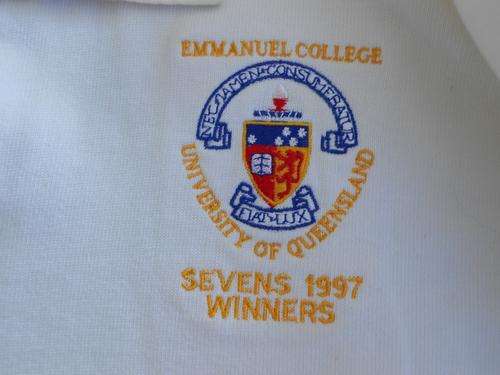 EMMANUEL COLLEGE
NEC TAMEN CONSUMEBATUR
FIAT LUX
UNIVERSITY OF QUEENSLAND
SEVENS 1997
WINNERS